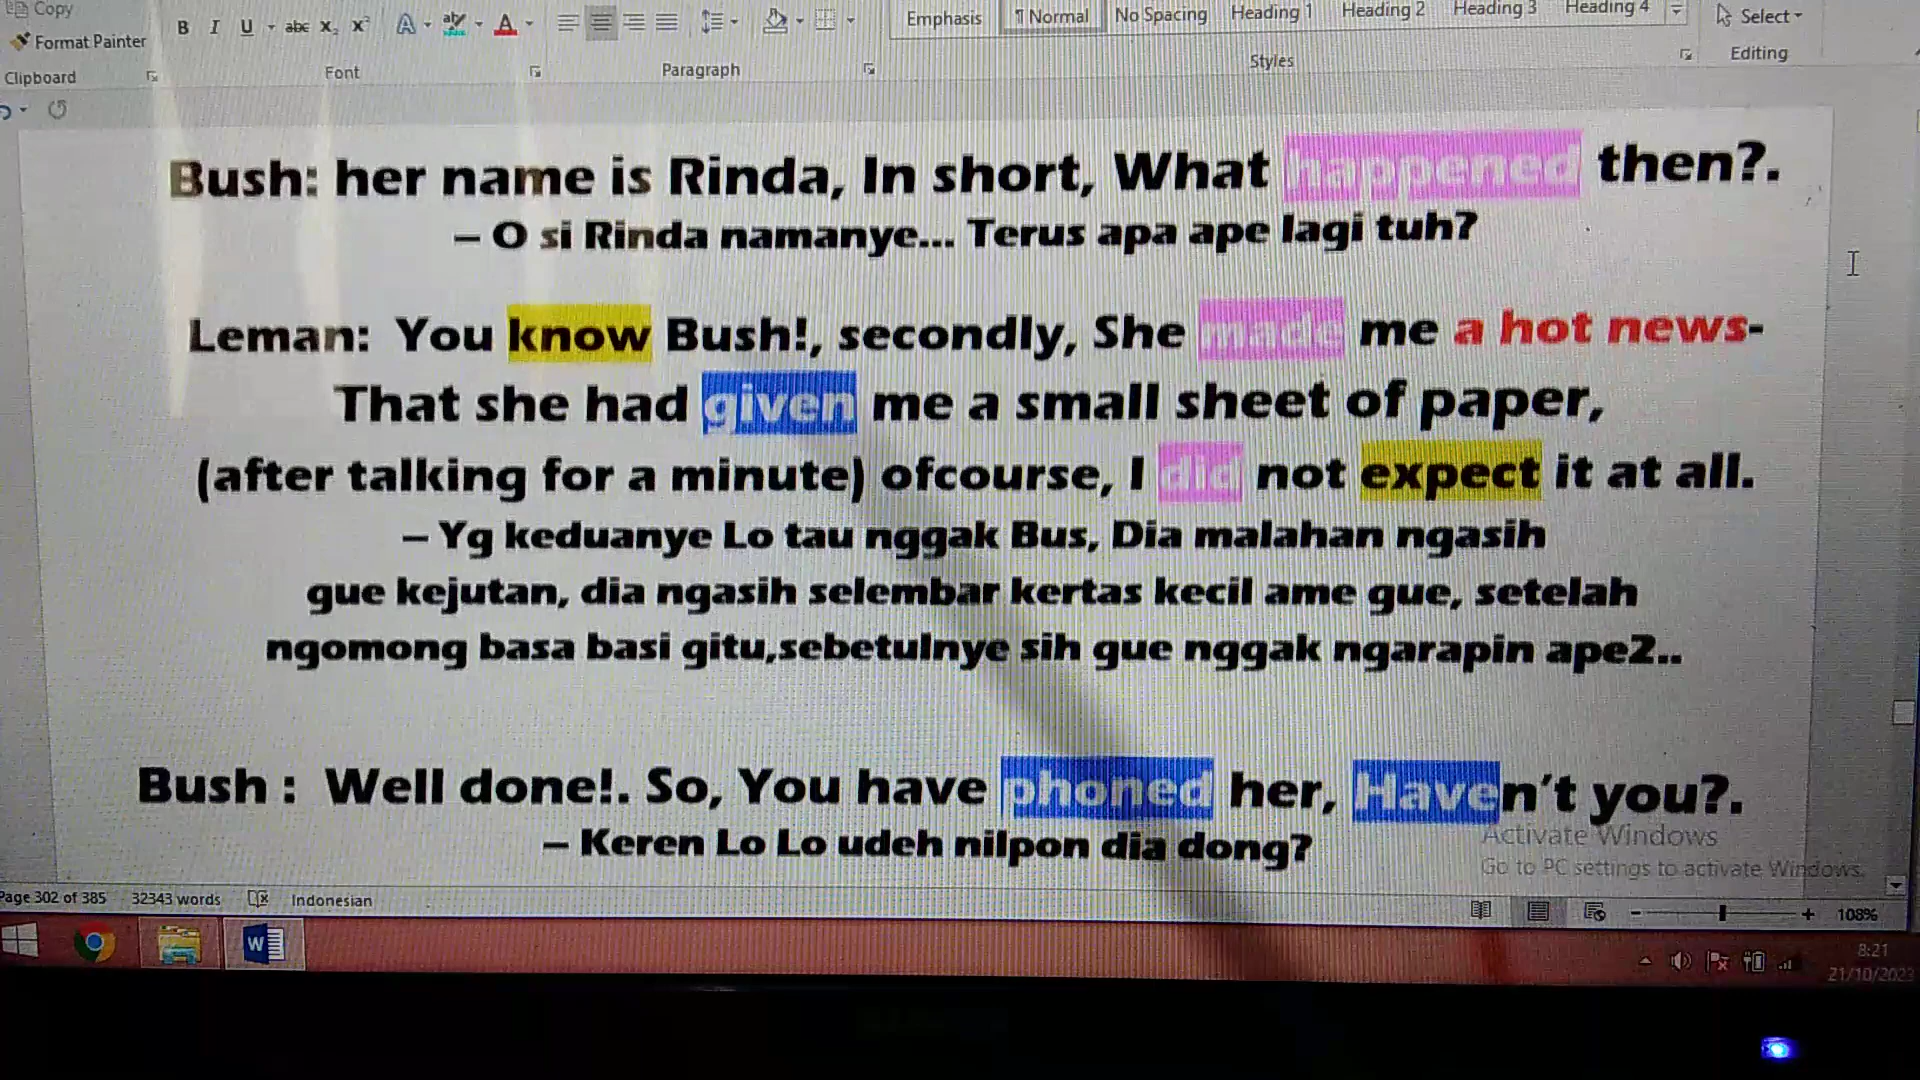 Copy
Format Painter
Clipboard
B I U abc X₂ X² A aby A
Font
Paragraph
Emphasis ¶ Normal No Spacing Heading 1 Heading 2 Heading 3 Heading 4
Styles
Select
Editing
Bush: her name is Rinda, In short, What happened then?.
– O si Rinda namanye... Terus apa ape lagi tuh?
Leman: You know Bush!, secondly, She made me a hot news-
That she had given me a small sheet of paper,
(after talking for a minute) ofcourse, I did not expect it at all.
– Yg keduanye Lo tau nggak Bus, Dia malahan ngasih
gue kejutan, dia ngasih selembar kertas kecil ame gue, setelah
ngomong basa basi gitu,sebetulnye sih gue nggak ngarapin ape2..
Bush : Well done!. So, You have phoned her, Haven't you?.
– Keren Lo Lo udeh nilpon dia dong?
Activate Windows
Go to PC settings to activate Windows.
Page 302 of 385 32343 words Indonesian
108%
8:21
21/10/2023